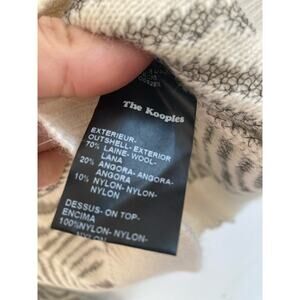 The Kooples
EXTERIEUR-
OUTSHELL-EXTERIOR
70% LAINE-WOOL-
LANA
20% ANGORA-ANGORA-
ANGORA
10% NYLON-NYLON-
NYLON
DESSUS- ON TOP-
ENCIMA
100%NYLON-NYLON-
NYLON